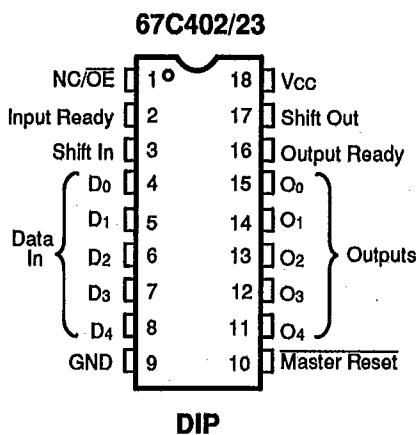 67C402/23
NC/OE 1 18 Vcc
Input Ready 2 17 Shift Out
Shift In 3 16 Output Ready
D0 4 15 O0
D1 5 14 O1
Data In
D2 6 13 O2
Outputs
D3 7 12 O3
D4 8 11 O4
GND 9 10 Master Reset
DIP